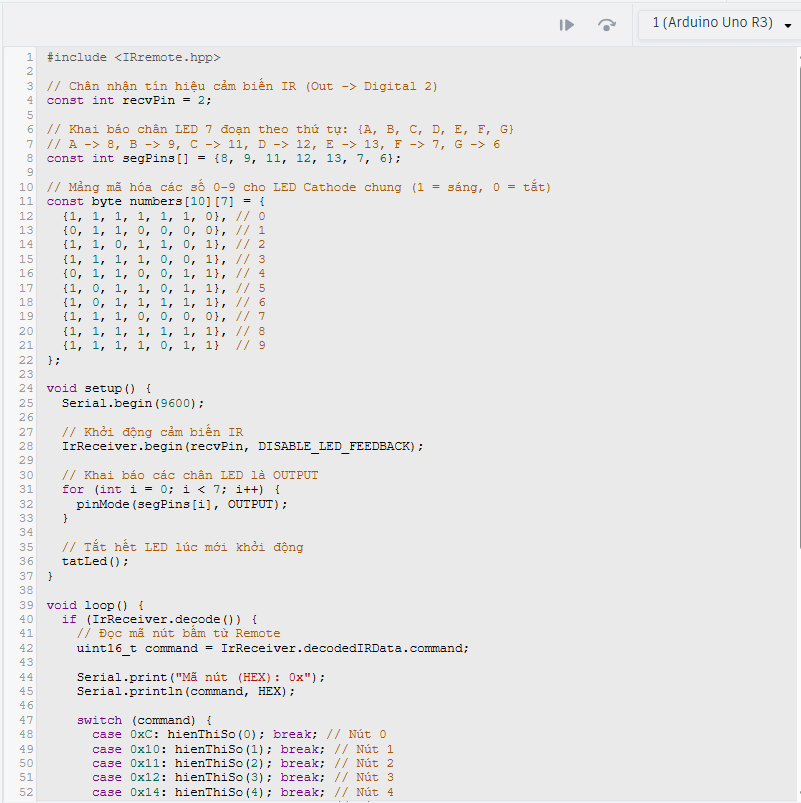 1 (Arduino Uno R3)
1 #include <IRremote.hpp>
2
3 // Chân nhận tín hiệu cảm biến IR (Out -> Digital 2)
4 const int recvPin = 2;
5
6 // Khai báo chân LED 7 đoạn theo thứ tự: {A, B, C, D, E, F, G}
7 // A -> 8, B -> 9, C -> 11, D -> 12, E -> 13, F -> 7, G -> 6
8 const int segPins[] = {8, 9, 11, 12, 13, 7, 6};
9
10 // Mảng mã hóa các số 0-9 cho LED Cathode chung (1 = sáng, 0 = tắt)
11 const byte numbers[10][7] = {
12 {1, 1, 1, 1, 1, 1, 0}, // 0
13 {0, 1, 1, 0, 0, 0, 0}, // 1
14 {1, 1, 0, 1, 1, 0, 1}, // 2
15 {1, 1, 1, 1, 0, 0, 1}, // 3
16 {0, 1, 1, 0, 0, 1, 1}, // 4
17 {1, 0, 1, 1, 0, 1, 1}, // 5
18 {1, 0, 1, 1, 1, 1, 1}, // 6
19 {1, 1, 1, 0, 0, 0, 0}, // 7
20 {1, 1, 1, 1, 1, 1, 1}, // 8
21 {1, 1, 1, 1, 0, 1, 1} // 9
22 };
23
24 void setup() {
25 Serial.begin(9600);
26
27 // Khởi động cảm biến IR
28 IrReceiver.begin(recvPin, DISABLE_LED_FEEDBACK);
29
30 // Khai báo các chân LED là OUTPUT
31 for (int i = 0; i < 7; i++) {
32 pinMode(segPins[i], OUTPUT);
33 }
34
35 // Tắt hết LED lúc mới khởi động
36 tatLed();
37 }
38
39 void loop() {
40 if (IrReceiver.decode()) {
41 // Đọc mã nút bấm từ Remote
42 uint16_t command = IrReceiver.decodedIRData.command;
43
44 Serial.print("Mã nút (HEX): 0x");
45 Serial.println(command, HEX);
46
47 switch (command) {
48 case 0xC: hienThiSo(0); break; // Nút 0
49 case 0x10: hienThiSo(1); break; // Nút 1
50 case 0x11: hienThiSo(2); break; // Nút 2
51 case 0x12: hienThiSo(3); break; // Nút 3
52 case 0x14: hienThiSo(4); break; // Nút 4